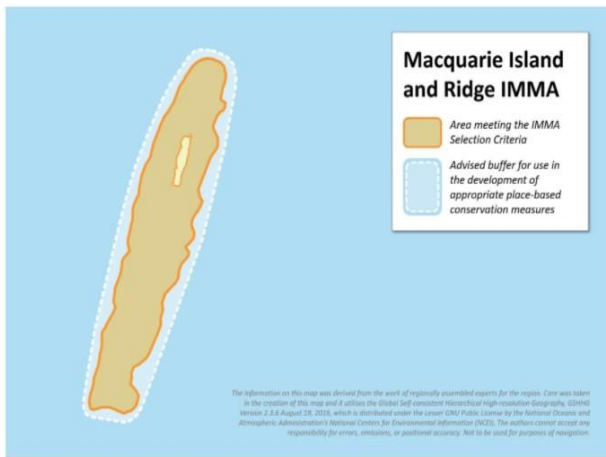 Macquarie Island
and Ridge IMMA
Area meeting the IMMA
Selection Criteria
Advised buffer for use in
the development of
appropriate place-based
conservation measures
The information on this map was derived from the work of regionally assembled experts for the region. Care was taken
in the creation of this map and it utilizes the Global Self-consistent Hierarchical High-resolution Geography, GSHHG
Version 2.3.6 August 19, 2016, which is distributed under the Lesser GNU Public License by the National Oceanic and
Atmospheric Administration's National Centers for Environmental Information (NCEI). The authors cannot accept any
responsibility for errors, omissions, or positional accuracy. Not to be used for purposes of navigation.